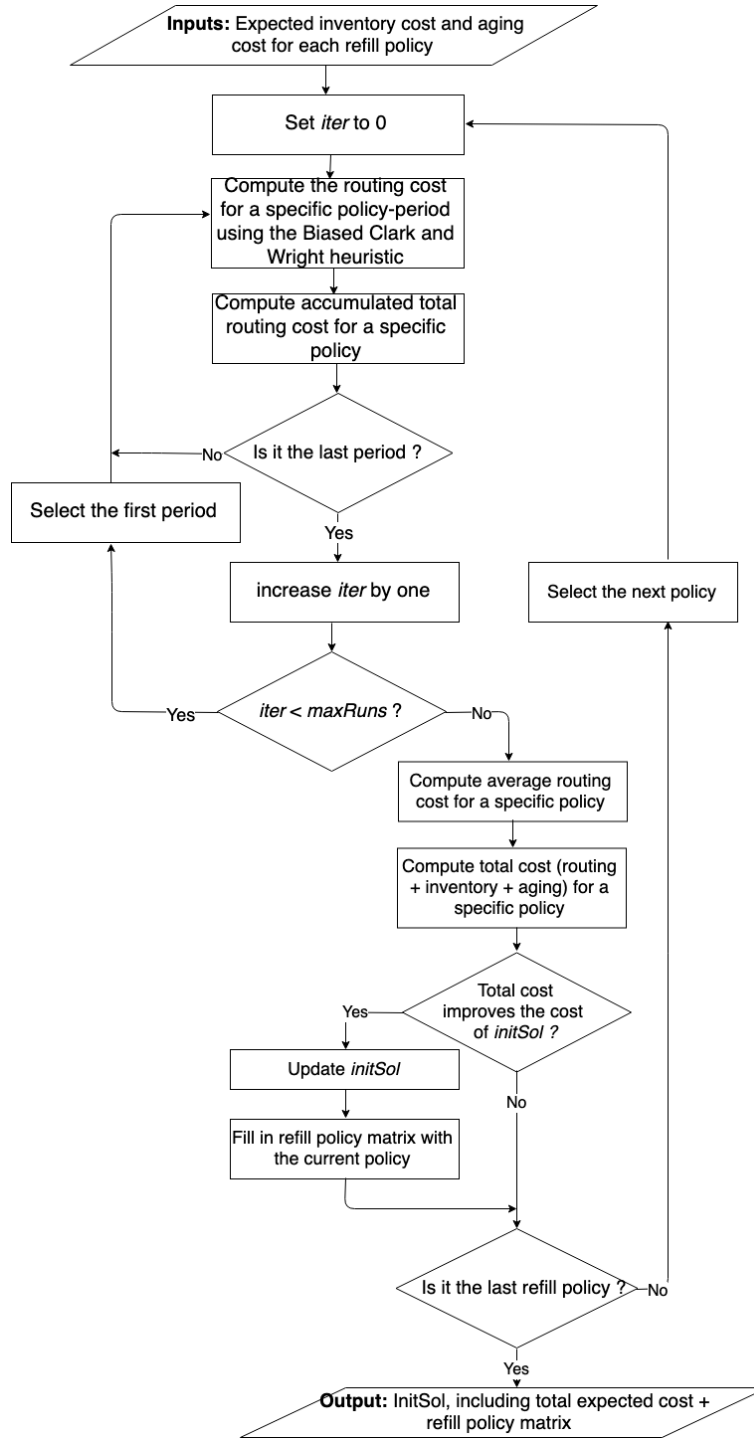 Inputs: Expected inventory cost and aging
cost for each refill policy
Set iter to 0
Compute the routing cost
for a specific policy-period
using the Biased Clark and
Wright heuristic
Compute accumulated total
routing cost for a specific
policy
Is it the last period ?
No
Select the first period
Yes
increase iter by one
Select the next policy
iter < maxRuns ?
Yes
No
Compute average routing
cost for a specific policy
Compute total cost (routing
+ inventory + aging) for a
specific policy
Total cost
improves the cost
of initSol ?
Yes
Update initSol
No
Fill in refill policy matrix with
the current policy
Is it the last refill policy ?
No
Yes
Output: InitSol, including total expected cost +
refill policy matrix